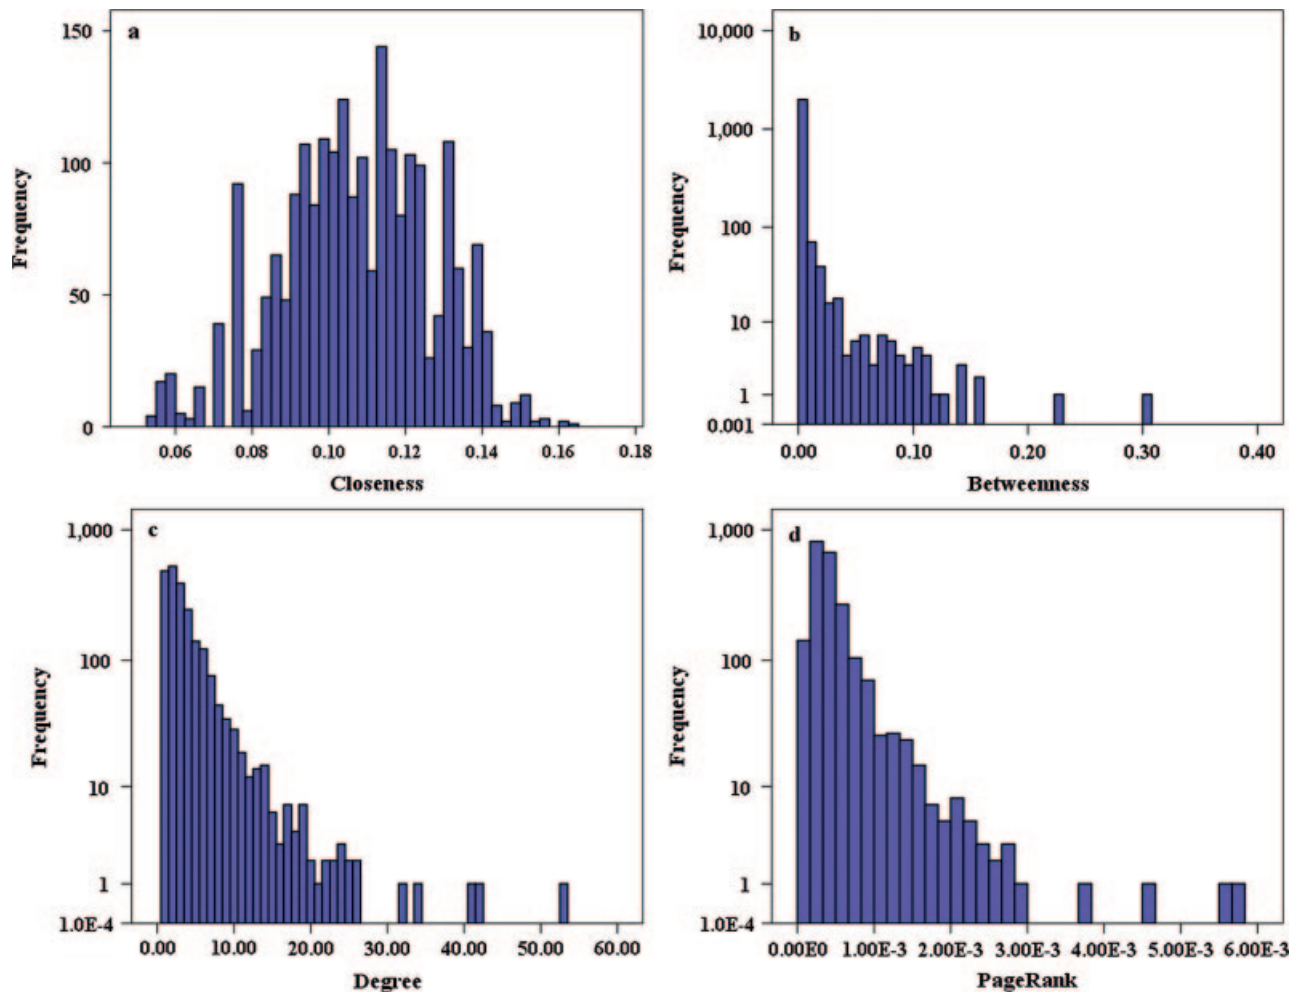 a
150
100
50
0
Frequency
0.06 0.08 0.10 0.12 0.14 0.16 0.18
Closeness
b
10,000
1,000
100
10
1
0.001
Frequency
0.00 0.10 0.20 0.30 0.40
Betweenness
c
1,000
100
10
1
1.0E-4
Frequency
0.00 10.00 20.00 30.00 40.00 50.00 60.00
Degree
d
1,000
100
10
1
1.0E-4
Frequency
0.00E0 1.00E-3 2.00E-3 3.00E-3 4.00E-3 5.00E-3 6.00E-3
PageRank